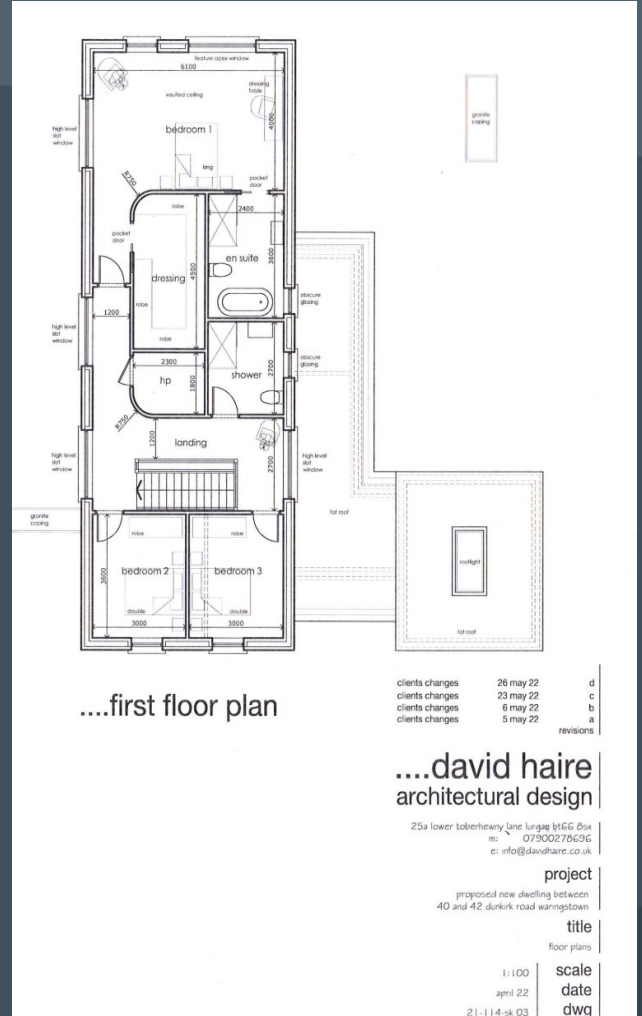 feature apex window
6100
vaulted ceiling
dressing
table
4000
granite
coping
high level
slot
window
bedroom 1
king
R750
pocket
door
robe
2400
pocket
door
en suite
3600
4500
dressing
robe
obscure
glazing
1200
high level
slot
window
robe
2300
obscure
glazing
hp
1800
shower
2700
R750
1200
landing
2700
high level
slot
window
high level
slot
window
granite
coping
flat roof
robe
robe
rooflight
3600
bedroom 2
bedroom 3
double
double
3000
3000
flat roof
....first floor plan
clients changes 26 may 22 d
clients changes 23 may 22 c
clients changes 6 may 22 b
clients changes 5 may 22 a
revisions
....david haire
architectural design
25a lower toberhewny lane lurgan bt66 8sx
m: 07900278696
e: info@davidhaire.co.uk
project
proposed new dwelling between
40 and 42 dunkirk road waringstown
title
floor plans
1:100 scale
april 22 date
21-114-sk 03 dwg